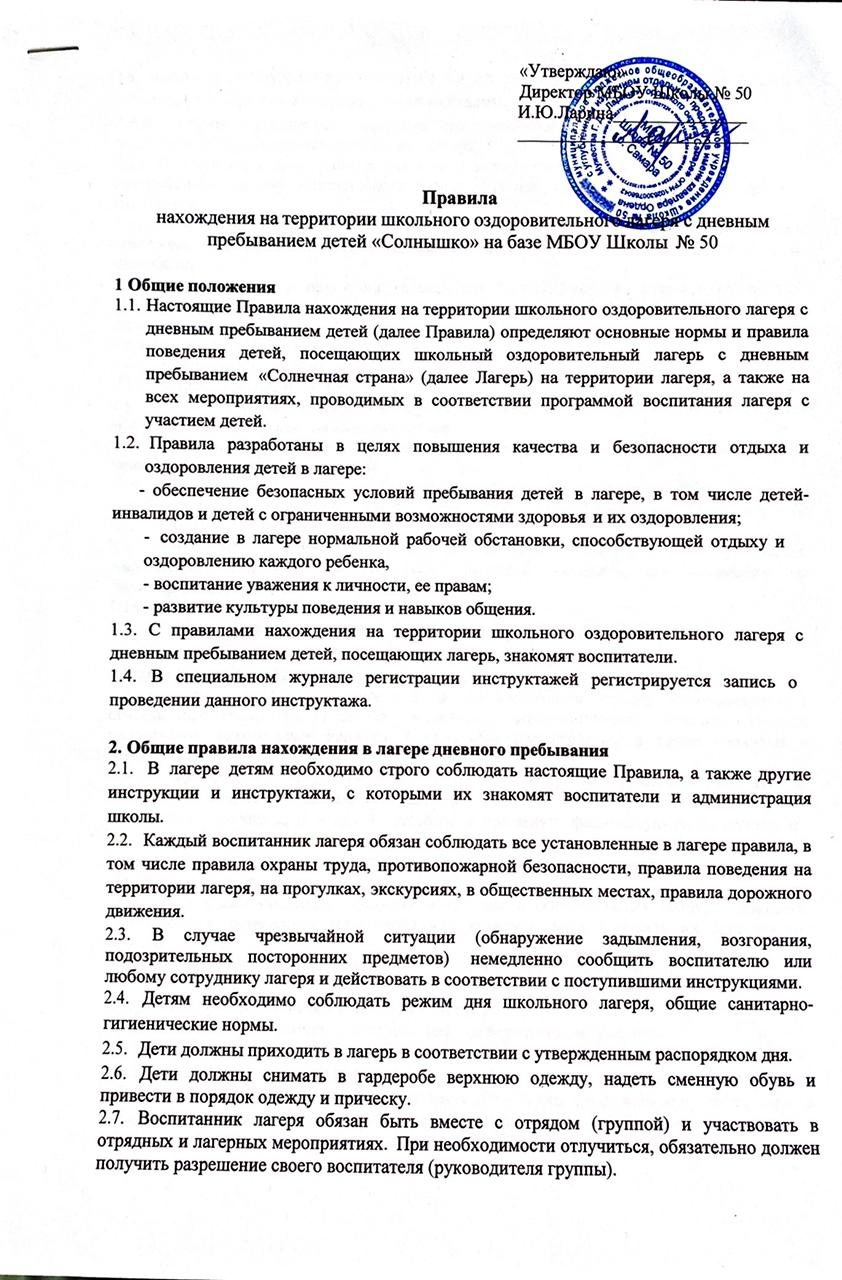 «Утверждаю»
Директор МБОУ Школы № 50
И.Ю.Ларина
Правила
нахождения на территории школьного оздоровительного лагеря с дневным
пребыванием детей «Солнышко» на базе МБОУ Школы № 50
1 Общие положения
1.1. Настоящие Правила нахождения на территории школьного оздоровительного лагеря с
дневным пребыванием детей (далее Правила) определяют основные нормы и правила
поведения детей, посещающих школьный оздоровительный лагерь с дневным
пребыванием «Солнечная страна» (далее Лагерь) на территории лагеря, а также на
всех мероприятиях, проводимых в соответствии программой воспитания лагеря с
участием детей.
1.2. Правила разработаны в целях повышения качества и безопасности отдыха и
оздоровления детей в лагере:
- обеспечение безопасных условий пребывания детей в лагере, в том числе детей-
инвалидов и детей с ограниченными возможностями здоровья и их оздоровления;
- создание в лагере нормальной рабочей обстановки, способствующей отдыху и
оздоровлению каждого ребенка,
- воспитание уважения к личности, ее правам;
- развитие культуры поведения и навыков общения.
1.3. С правилами нахождения на территории школьного оздоровительного лагеря с
дневным пребыванием детей, посещающих лагерь, знакомят воспитатели.
1.4. В специальном журнале регистрации инструктажей регистрируется запись о
проведении данного инструктажа.
2. Общие правила нахождения в лагере дневного пребывания
2.1. В лагере детям необходимо строго соблюдать настоящие Правила, а также другие
инструкции и инструктажи, с которыми их знакомят воспитатели и администрация
школы.
2.2. Каждый воспитанник лагеря обязан соблюдать все установленные в лагере правила, в
том числе правила охраны труда, противопожарной безопасности, правила поведения на
территории лагеря, на прогулках, экскурсиях, в общественных местах, правила дорожного
движения.
2.3. В случае чрезвычайной ситуации (обнаружение задымления, возгорания,
подозрительных посторонних предметов) немедленно сообщить воспитателю или
любому сотруднику лагеря и действовать в соответствии с поступившими инструкциями.
2.4. Детям необходимо соблюдать режим дня школьного лагеря, общие санитарно-
гигиенические нормы.
2.5. Дети должны приходить в лагерь в соответствии с утвержденным распорядком дня.
2.6. Дети должны снимать в гардеробе верхнюю одежду, надеть сменную обувь и
привести в порядок одежду и прическу.
2.7. Воспитанник лагеря обязан быть вместе с отрядом (группой) и участвовать в
отрядных и лагерных мероприятиях. При необходимости отлучиться, обязательно должен
получить разрешение своего воспитателя (руководителя группы).